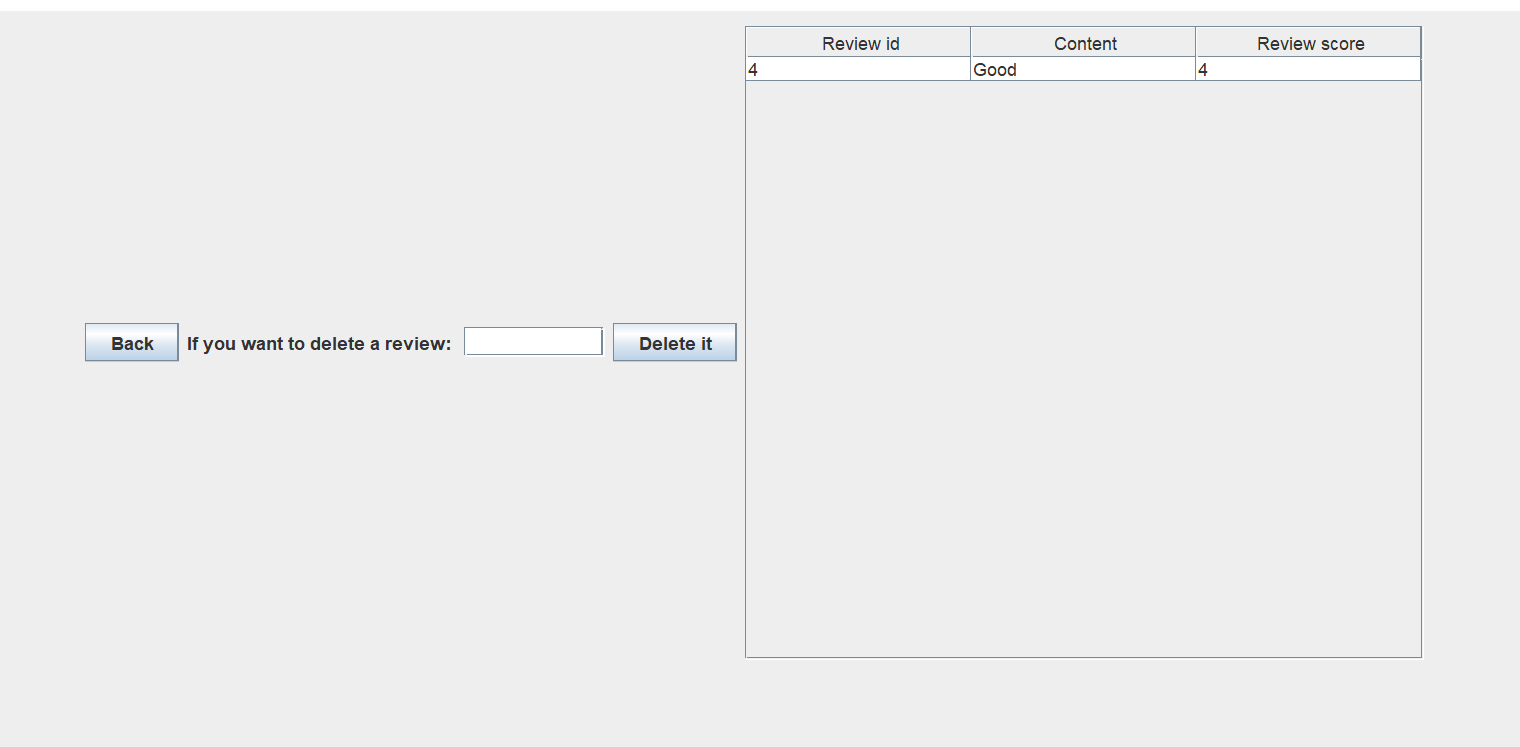 Review id Content Review score
4 Good 4
Back If you want to delete a review: Delete it